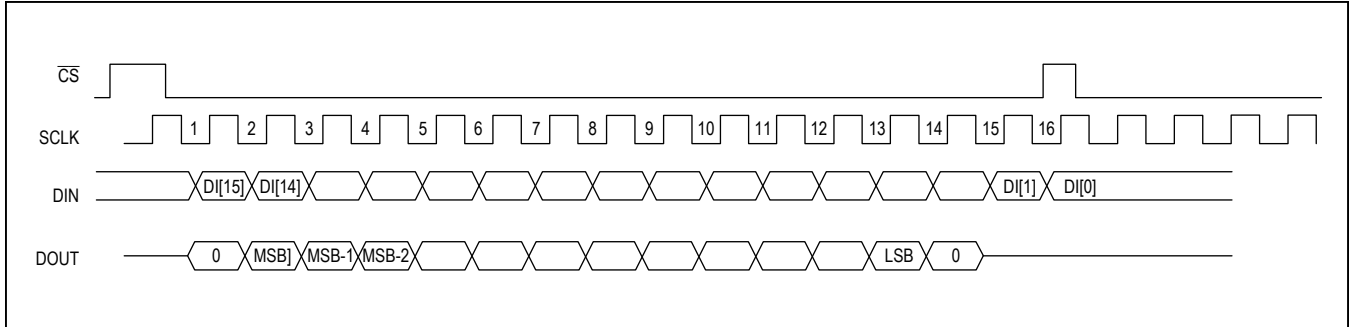 CS
SCLK 1 2 3 4 5 6 7 8 9 10 11 12 13 14 15 16
DIN DI[15] DI[14] DI[1] DI[0]
DOUT 0 MSB] MSB-1 MSB-2 LSB 0